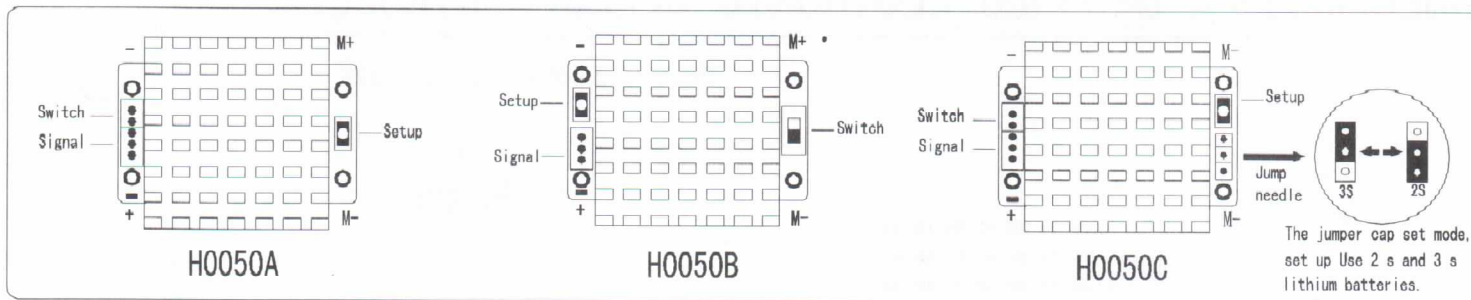 -
M+
Switch
Signal
Setup
+
M-
H0050A
-
M+
Setup
Signal
Switch
+
M-
H0050B
-
M-
Switch
Signal
Setup
Jump
needle
+
M-
H0050C
3S
2S
The jumper cap set mode,
set up Use 2 s and 3 s
lithium batteries.